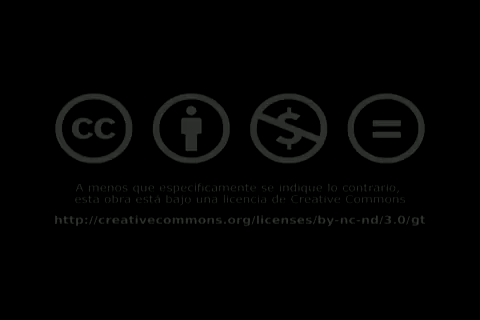 cc
$
A menos que específicamente se indique lo contrario,
esta obra está bajo una licencia de Creative Commons
http://creativecommons.org/licenses/by-nc-nd/3.0/gt